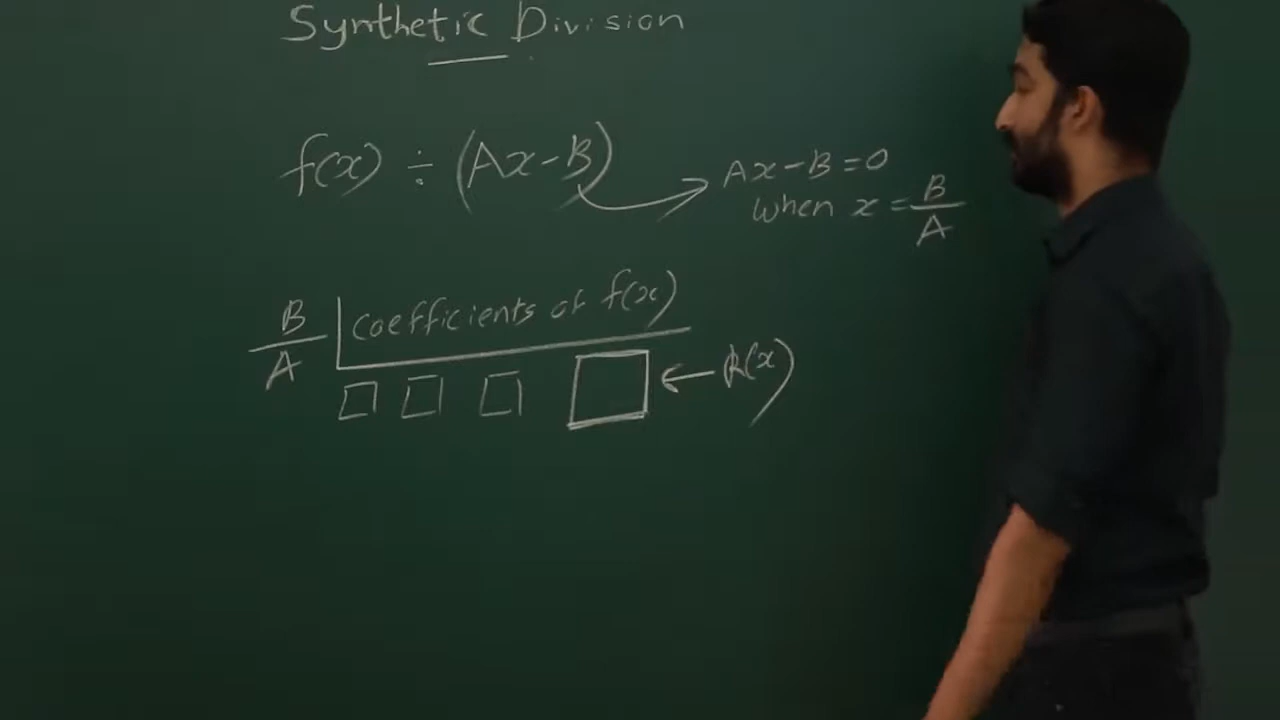 Synthetic Division
f(x) ÷ (Ax-B) → Ax-B=0
when x = B/A
B/A | coefficients of f(x)
□ □ □ □ ← R(x)